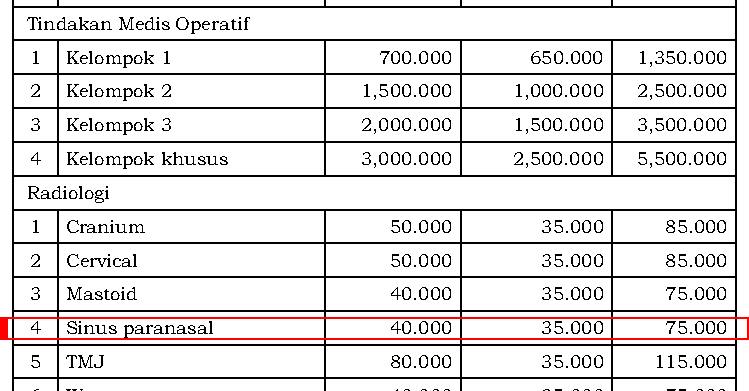 Tindakan Medis Operatif
1 Kelompok 1 700.000 650.000 1,350.000
2 Kelompok 2 1,500.000 1,000.000 2,500.000
3 Kelompok 3 2,000.000 1,500.000 3,500.000
4 Kelompok khusus 3,000.000 2,500.000 5,500.000
Radiologi
1 Cranium 50.000 35.000 85.000
2 Cervical 50.000 35.000 85.000
3 Mastoid 40.000 35.000 75.000
4 Sinus paranasal 40.000 35.000 75.000
5 TMJ 80.000 35.000 115.000